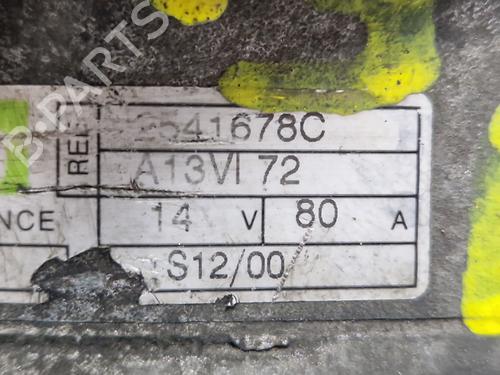 B-PARTS
REF
2541678C
A13VI 72
NCE
14 V 80 A
S12/00